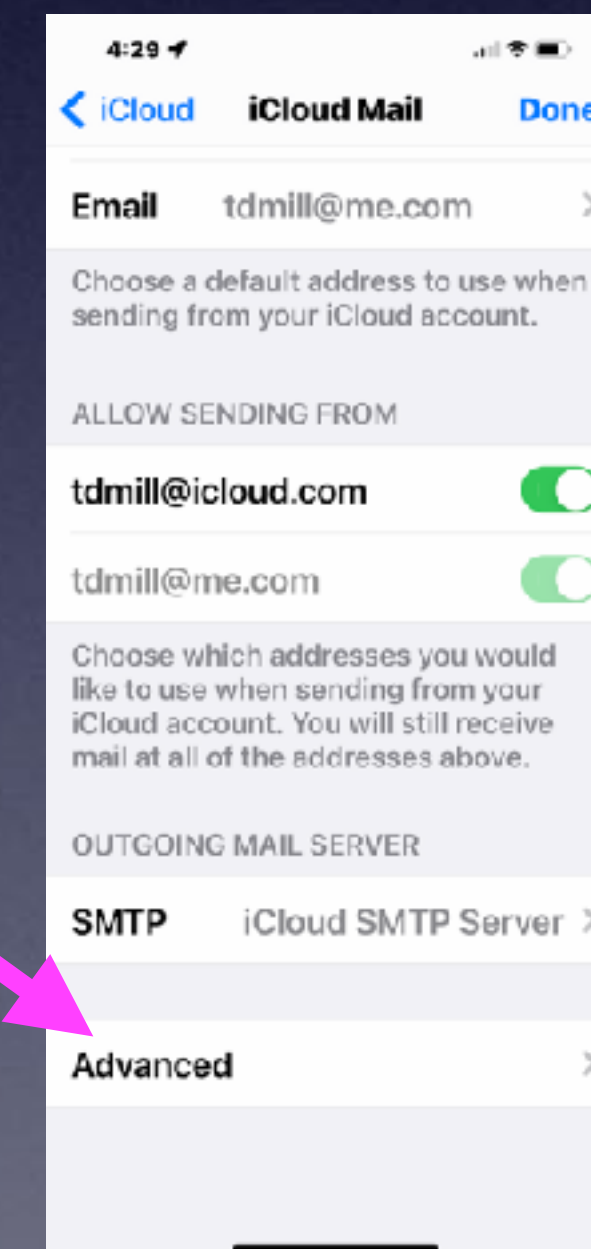 4:29
iCloud iCloud Mail Done
Email tdmill@me.com
Choose a default address to use when
sending from your iCloud account.
ALLOW SENDING FROM
tdmill@icloud.com
tdmill@me.com
Choose which addresses you would
like to use when sending from your
iCloud account. You will still receive
mail at all of the addresses above.
OUTGOING MAIL SERVER
SMTP iCloud SMTP Server
Advanced